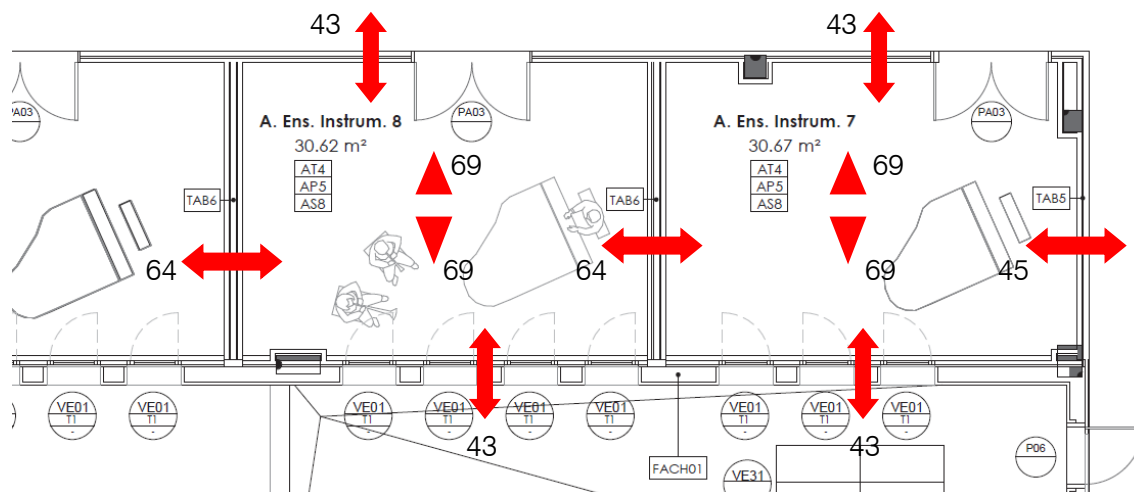 43
43
PA03
PA03
PA03
A. Ens. Instrum. 8
30.62 m²
AT4
AP5
AS8
A. Ens. Instrum. 7
30.67 m²
AT4
AP5
AS8
69
69
TAB6
TAB6
TAB5
64
69
64
69
45
VE01
T1
-
VE01
T1
-
VE01
T1
-
VE01
T1
-
VE01
T1
-
VE01
T1
-
VE01
T1
-
VE01
T1
-
VE01
T1
-
43
43
FACH01
VE31
P06